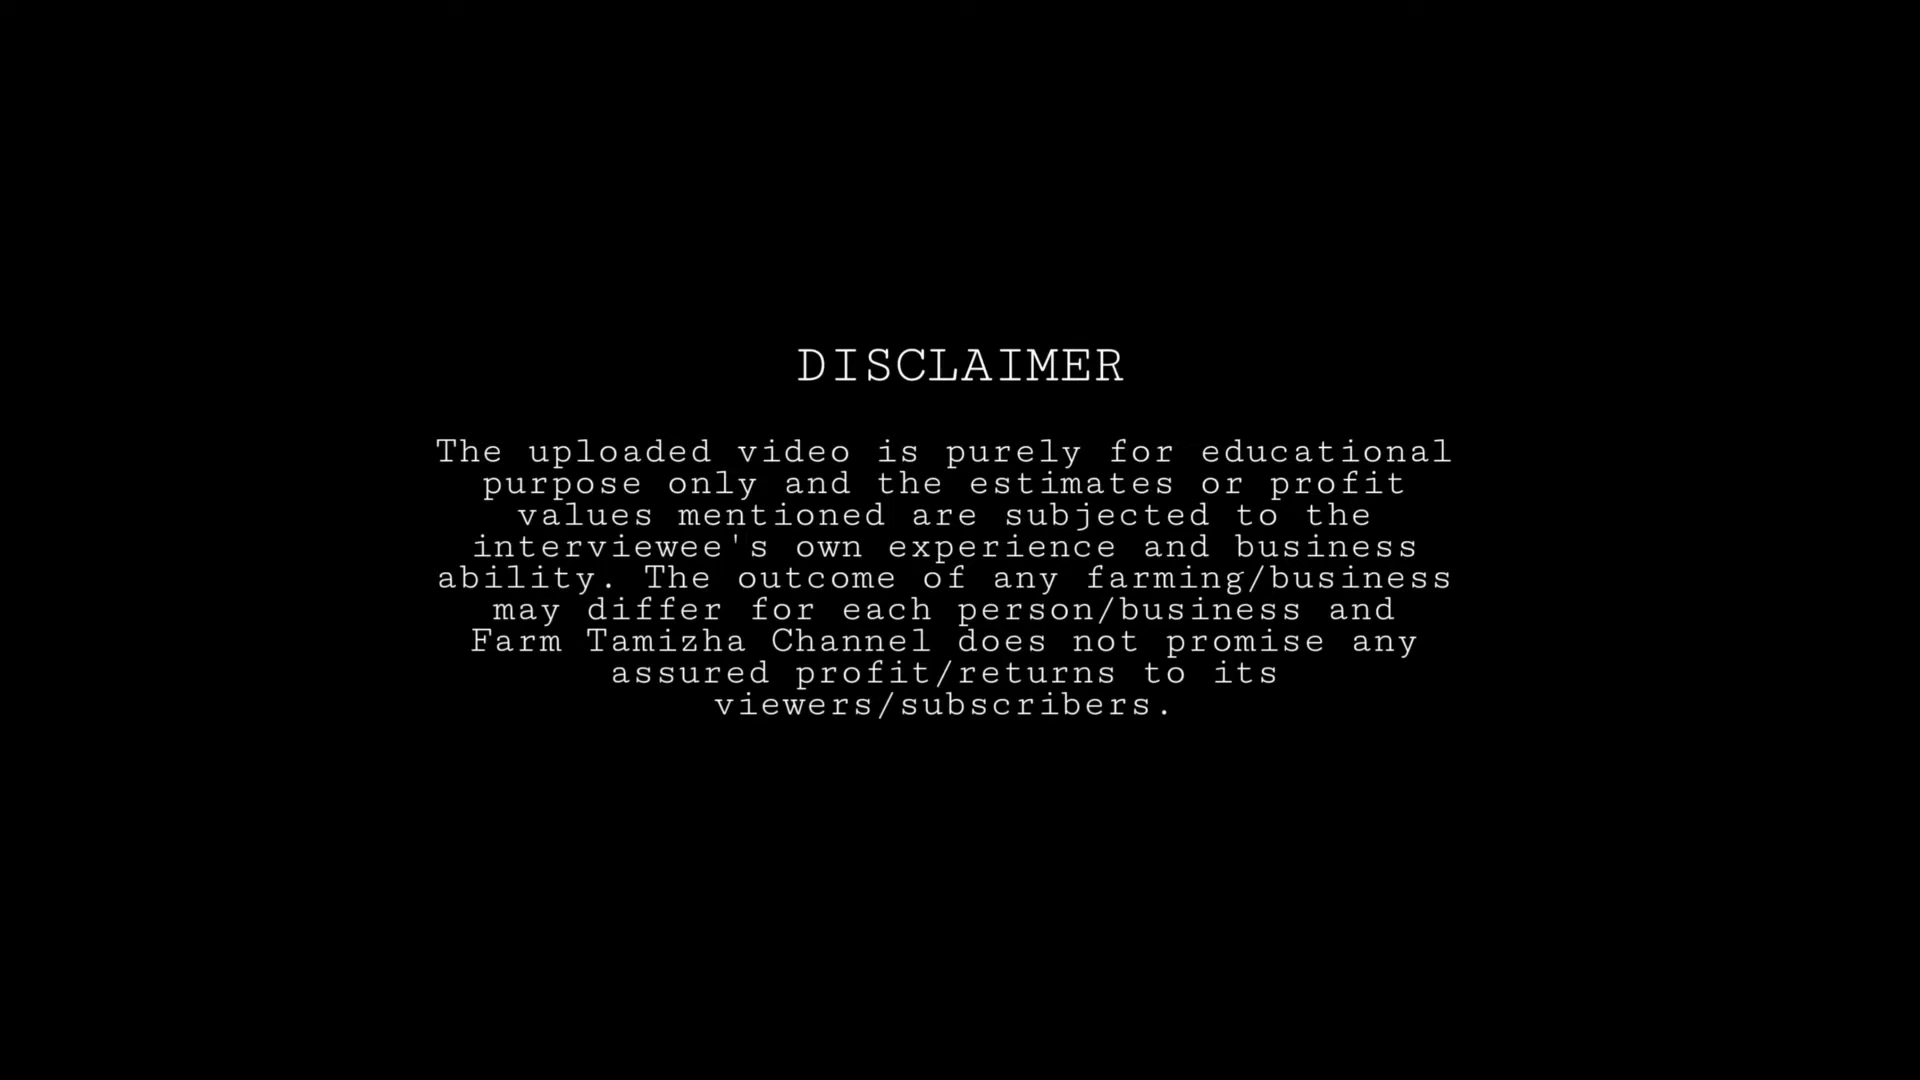 DISCLAIMER
The uploaded video is purely for educational
purpose only and the estimates or profit
values mentioned are subjected to the
interviewee's own experience and business
ability. The outcome of any farming/business
may differ for each person/business and
Farm Tamizha Channel does not promise any
assured profit/returns to its
viewers/subscribers.